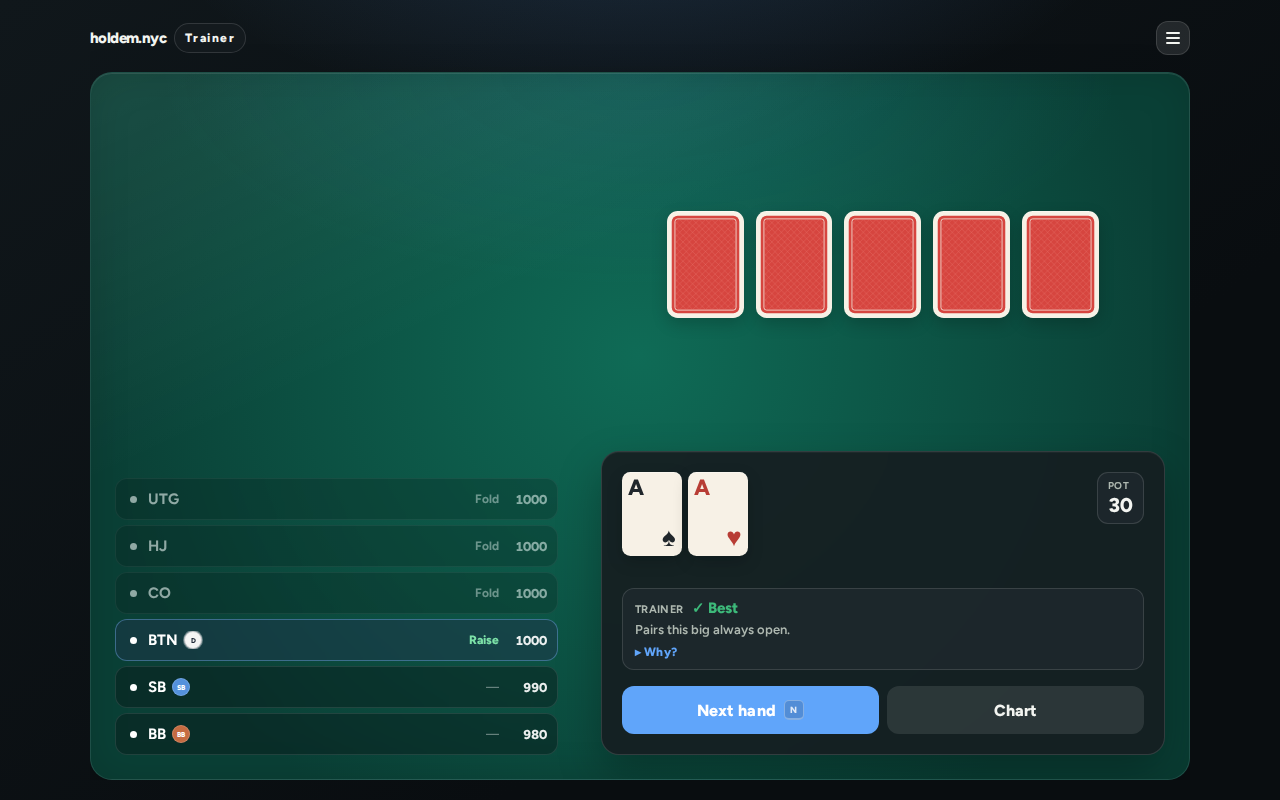 holdem.nyc Trainer
UTG Fold 1000
HJ Fold 1000
CO Fold 1000
BTN D Raise 1000
SB SB — 990
BB BB — 980
A ♠ A ♥
POT
30
TRAINER ✓ Best
Pairs this big always open.
▸ Why?
Next hand N
Chart